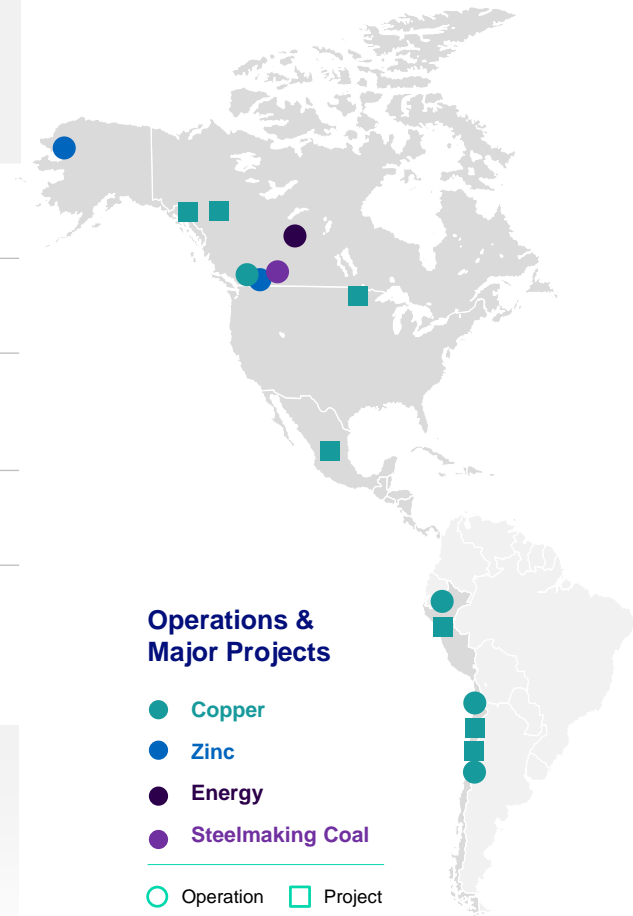 Operations &
Major Projects
Copper
Zinc
Energy
Steelmaking Coal
Operation Project